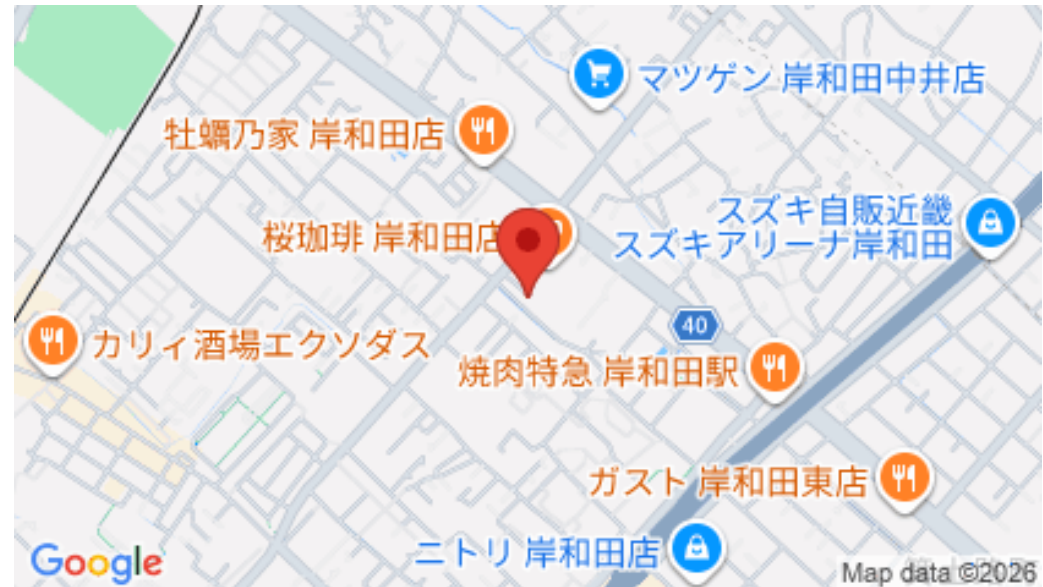 マツゲン 岸和田中井店
牡蠣乃家 岸和田店
スズキ自販近畿
スズキアリーナ岸和田
桜珈琲 岸和田店
40
カリィ酒場エクソダス
焼肉特急 岸和田駅
ガスト 岸和田東店
ニトリ 岸和田店
Google
Map data ©2026